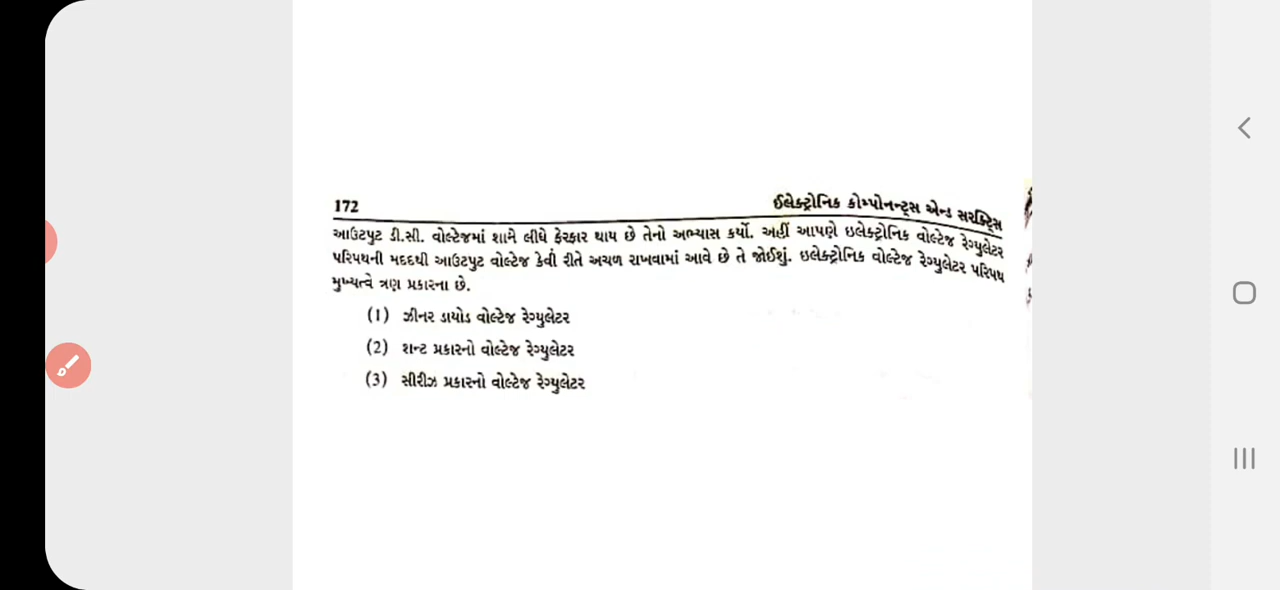 172
ઈલેક્ટ્રોનિક કોમ્પોનન્ટ્સ એન્ડ સરકિટ્સ
આઉટપુટ ડી.સી. વોલ્ટેજમાં શાને લીધે ફેરફાર થાય છે તેનો અભ્યાસ કર્યો. અહીં આપણે ઇલેક્ટ્રોનિક વોલ્ટેજ રેગ્યુલેટર
પરિપથની મદદથી આઉટપુટ વોલ્ટેજ કેવી રીતે અચળ રાખવામાં આવે છે તે જોઈશું. ઇલેક્ટ્રોનિક વોલ્ટેજ રેગ્યુલેટર પરિપથ
મુખ્યત્વે ત્રણ પ્રકારના છે.
(1) ઝીનર ડાયોડ વોલ્ટેજ રેગ્યુલેટર
(2) શન્ટ પ્રકારનો વોલ્ટેજ રેગ્યુલેટર
(3) સીરીઝ પ્રકારનો વોલ્ટેજ રેગ્યુલેટર